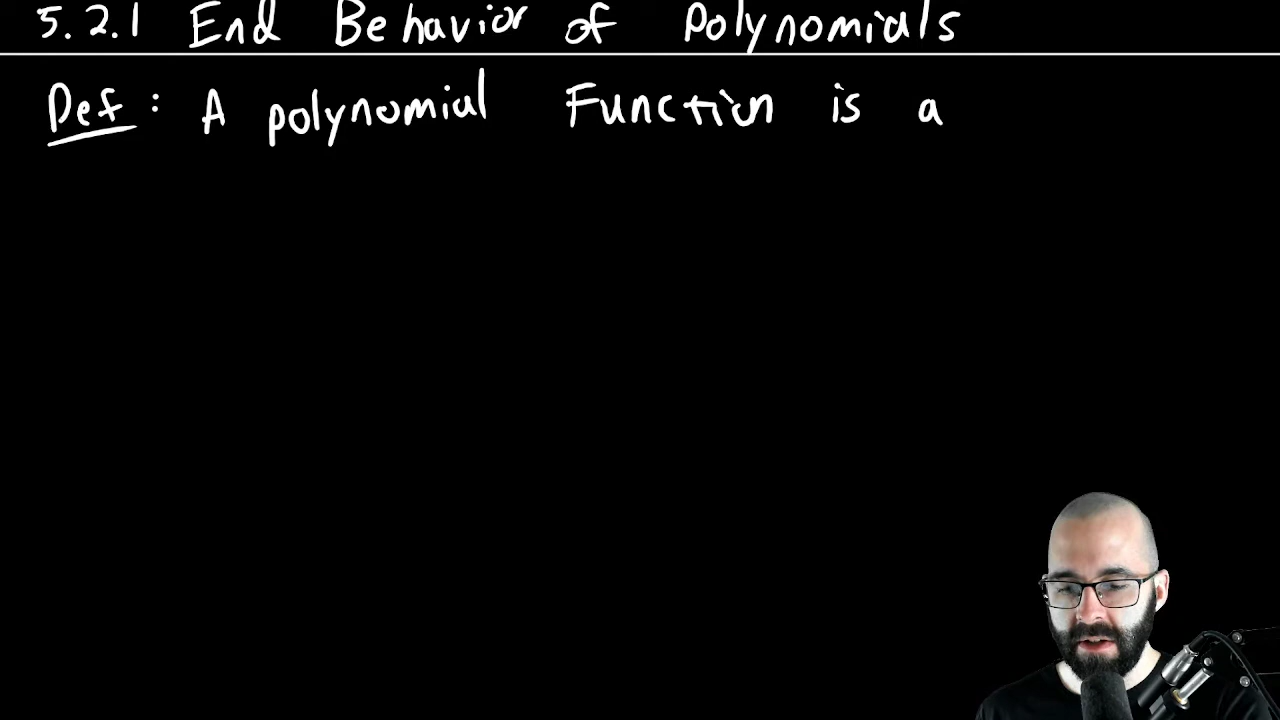 5.2.1 End Behavior of Polynomials
Def: A polynomial Function is a